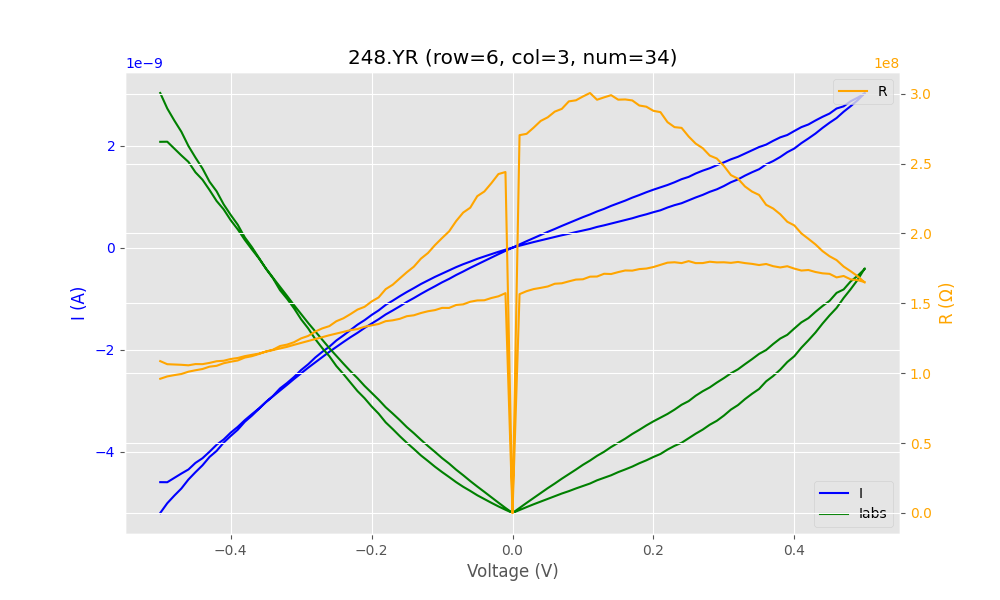 248.YR (row=6, col=3, num=34)
1e−9
1e8
R
3.0
2
2.5
2.0
0
1.5
−2
1.0
−4
0.5
0.0
I (A)
R (Ω)
I
Iabs
−0.4
−0.2
0.0
0.2
0.4
Voltage (V)